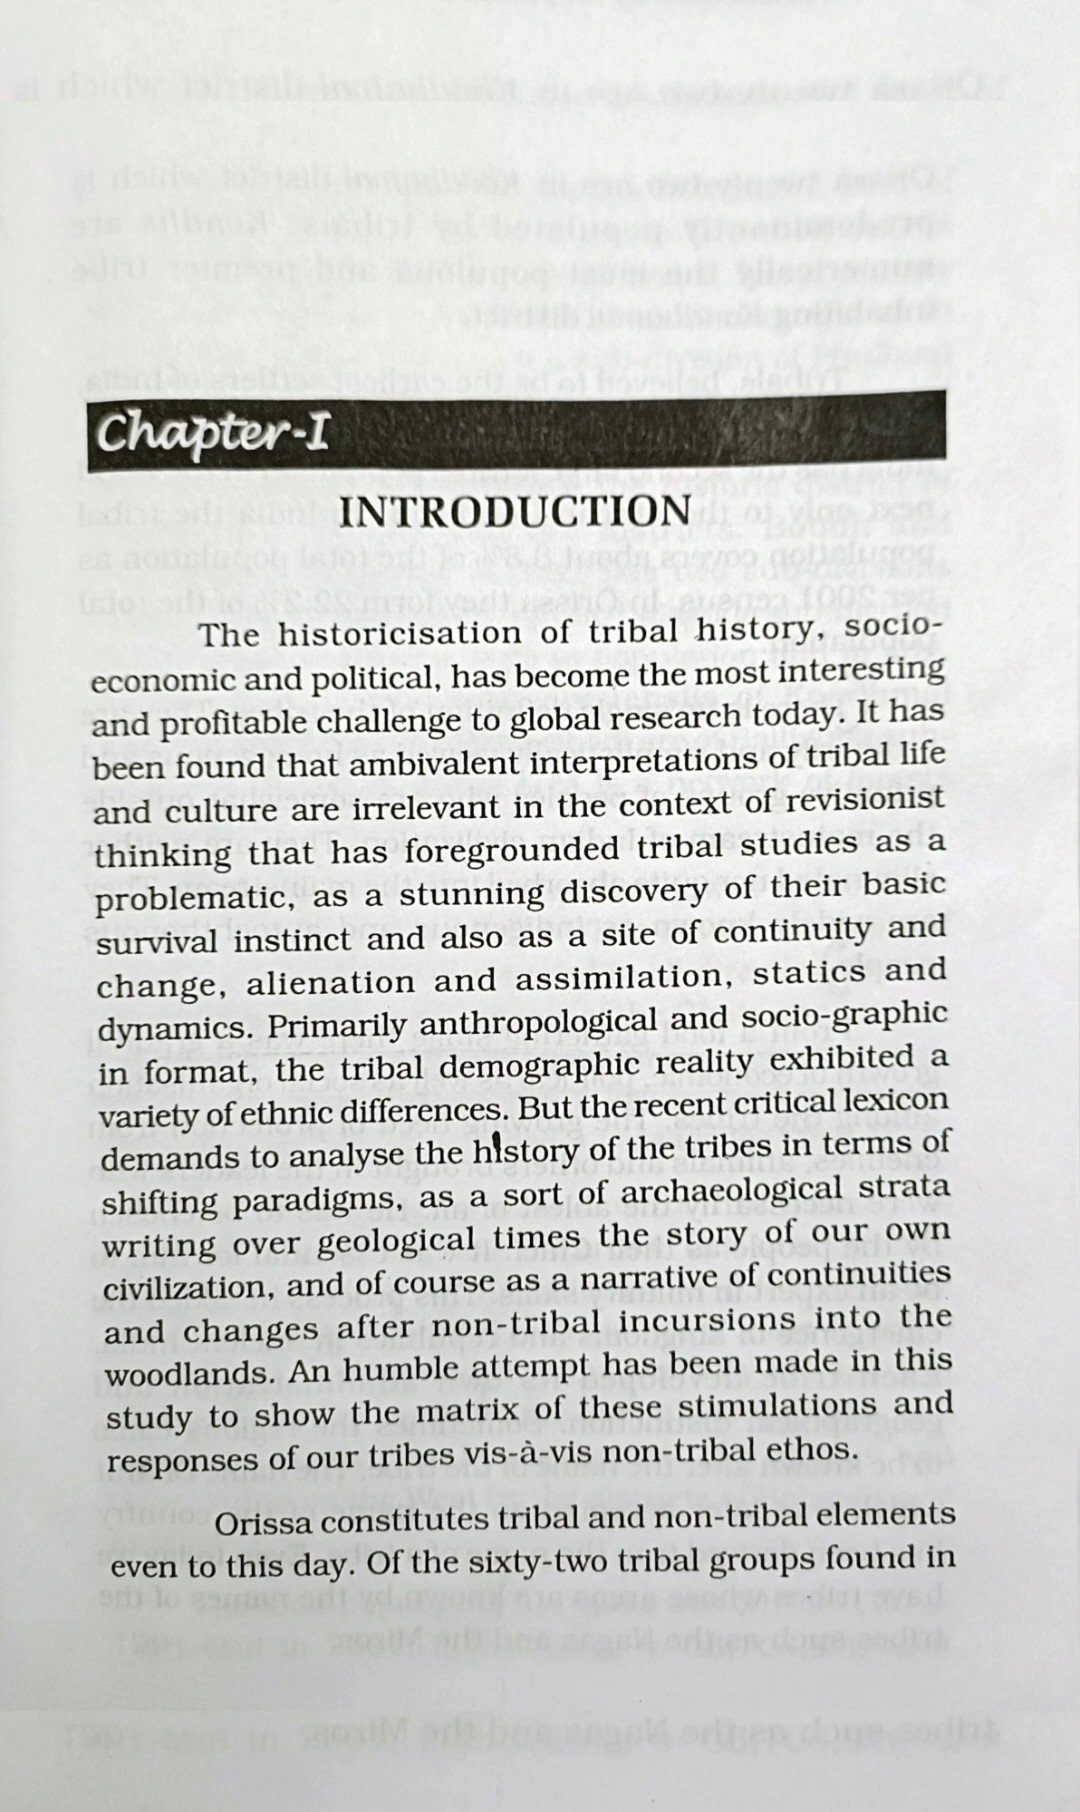 Chapter-I
INTRODUCTION
The historicisation of tribal history, socio-
economic and political, has become the most interesting
and profitable challenge to global research today. It has
been found that ambivalent interpretations of tribal life
and culture are irrelevant in the context of revisionist
thinking that has foregrounded tribal studies as a
problematic, as a stunning discovery of their basic
survival instinct and also as a site of continuity and
change, alienation and assimilation, statics and
dynamics. Primarily anthropological and socio-graphic
in format, the tribal demographic reality exhibited a
variety of ethnic differences. But the recent critical lexicon
demands to analyse the history of the tribes in terms of
shifting paradigms, as a sort of archaeological strata
writing over geological times the story of our own
civilization, and of course as a narrative of continuities
and changes after non-tribal incursions into the
woodlands. An humble attempt has been made in this
study to show the matrix of these stimulations and
responses of our tribes vis-à-vis non-tribal ethos.
Orissa constitutes tribal and non-tribal elements
even to this day. Of the sixty-two tribal groups found in